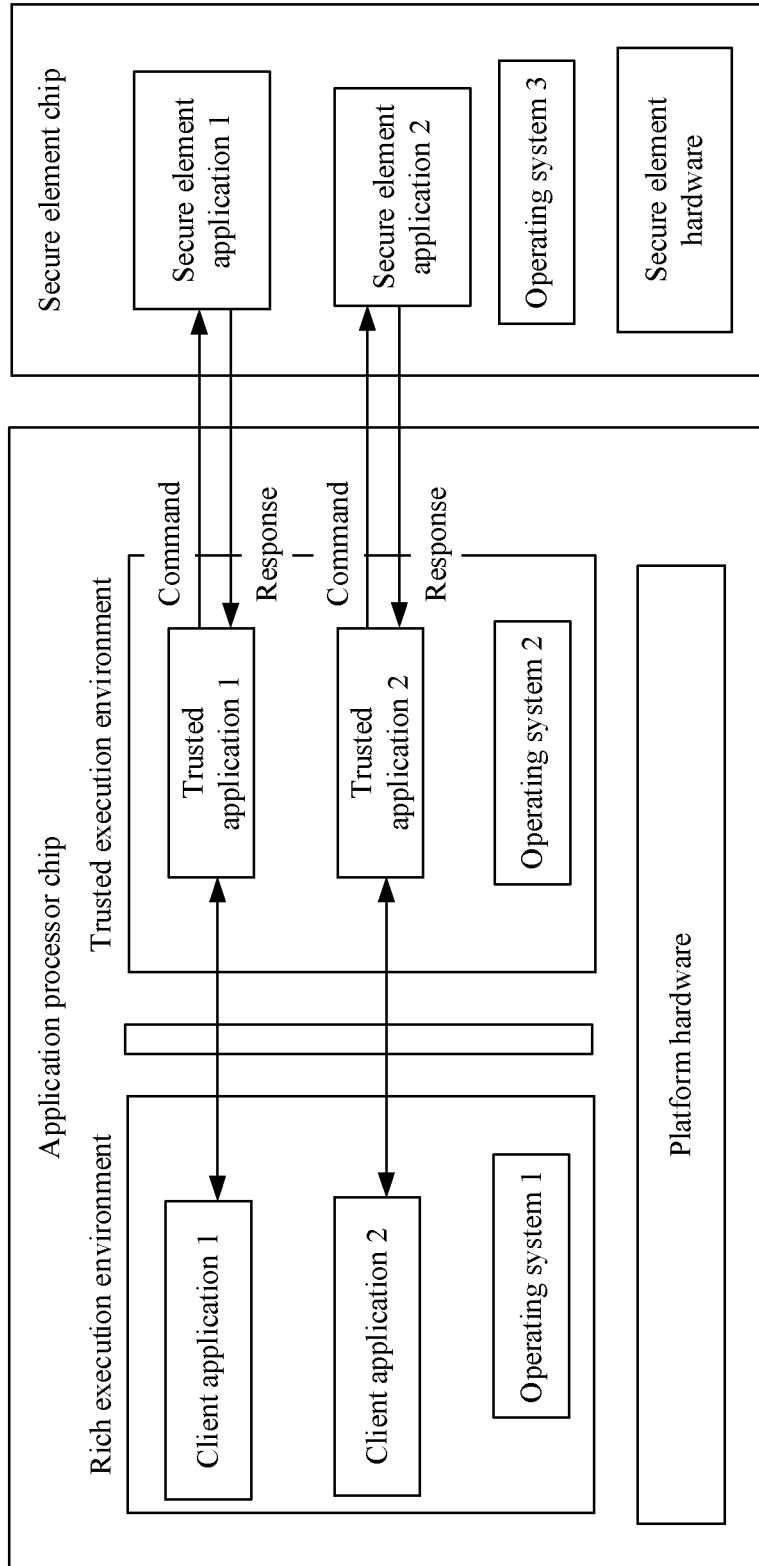 Application processor chip
Rich execution environment
Client application 1
Client application 2
Operating system 1
Trusted execution environment
Trusted
application 1
Command
Response
Trusted
application 2
Command
Response
Operating system 2
Platform hardware
Secure element chip
Secure element
application 1
Secure element
application 2
Operating system 3
Secure element
hardware